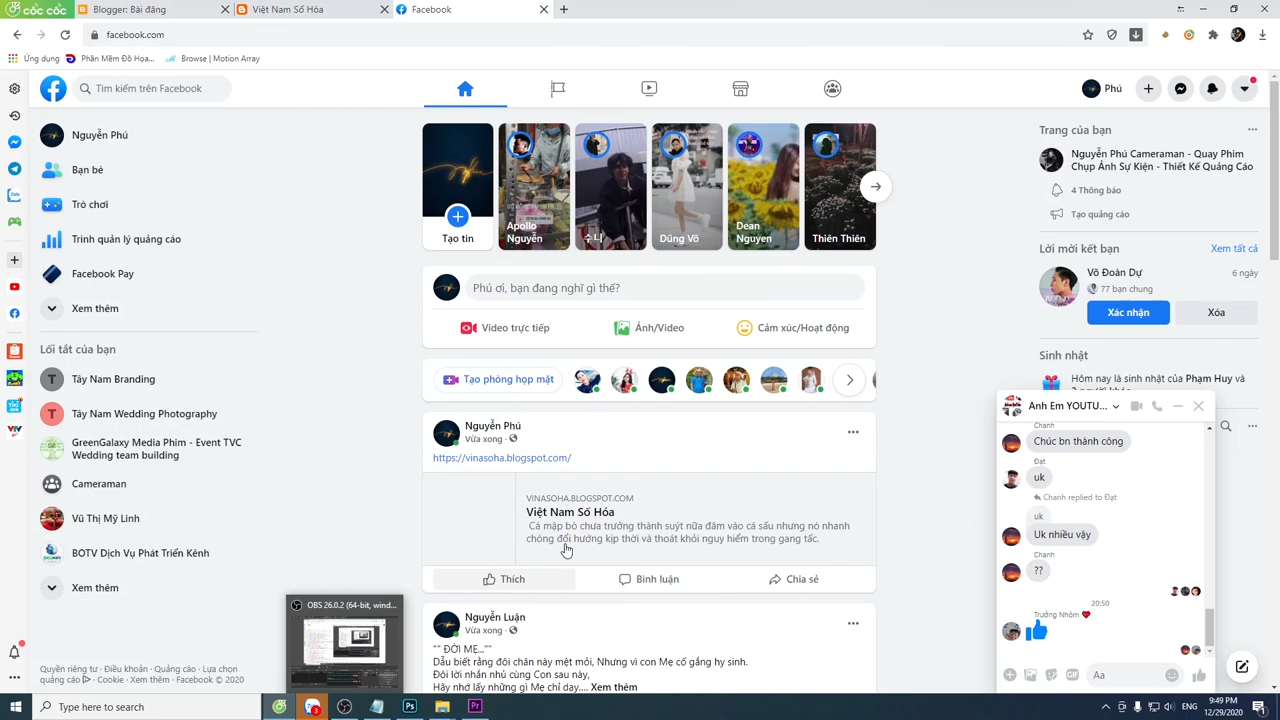 cốc cốc
Blogger: Bài đăng
Việt Nam Số Hóa
Facebook
facebook.com
Ứng dụng
Phần Mềm Đồ Họa...
Browse | Motion Array
Tìm kiếm trên Facebook
Phú
Nguyễn Phú
Bạn bè
Trò chơi
Trình quản lý quảng cáo
Facebook Pay
Xem thêm
Lối tắt của bạn
Tây Nam Branding
Tây Nam Wedding Photography
GreenGalaxy Media Phim - Event TVC
Wedding team building
Cameraman
Vũ Thị Mỹ Linh
BOTV Dịch Vụ Phát Triển Kênh
Xem thêm
Quyền riêng tư · Điều khoản · Quảng cáo · Lựa chọn
Xem thêm · Facebook © 2020
Tạo tin
Apollo
Nguyễn
수나
Dũng Võ
Dean
Nguyen
Thiên Thiên
Phú ơi, bạn đang nghĩ gì thế?
Video trực tiếp
Ảnh/Video
Cảm xúc/Hoạt động
Tạo phòng họp mặt
Nguyễn Phú
Vừa xong ·
https://vinasoha.blogspot.com/
VINASOHA.BLOGSPOT.COM
Việt Nam Số Hóa
Cá mập bò chưa trưởng thành suýt nữa đâm vào cá sấu nhưng nó nhanh
chóng đổi hướng kịp thời và thoát khỏi nguy hiểm trong gang tấc.
Thích
Bình luận
Chia sẻ
Nguyễn Luận
Vừa xong ·
"" ĐỜI MẸ...""
Dẫu biết rằng đôi chân này mệt mỏi, Nhưng vì con Mẹ cố gắng hy sinh.
Đôi lời nhắn nhủ cùng Con sau này,
Hãy nhớ lấy những gì Mẹ chỉ dạy.... Xem thêm
Trang của bạn
Nguyễn Phú Cameraman - Quay Phim
Chụp Ảnh Sự Kiện - Thiết Kế Quảng Cáo
4 Thông báo
Tạo quảng cáo
Lời mời kết bạn
Xem tất cả
Võ Đoàn Dự
6 ngày
77 bạn chung
Xác nhận
Xóa
Sinh nhật
Hôm nay là sinh nhật của Phạm Huy và
Anh Em YOUTU...
Chanh
Chúc bn thành công
Đạt
uk
Chanh replied to Đạt
uk
Uk nhiều vậy
Chanh
??
20:50
Trưởng Nhóm
Aa
OBS 26.0.2 (64-bit, wind...
Type here to search
3
ENG
9:49 PM
12/29/2020
1